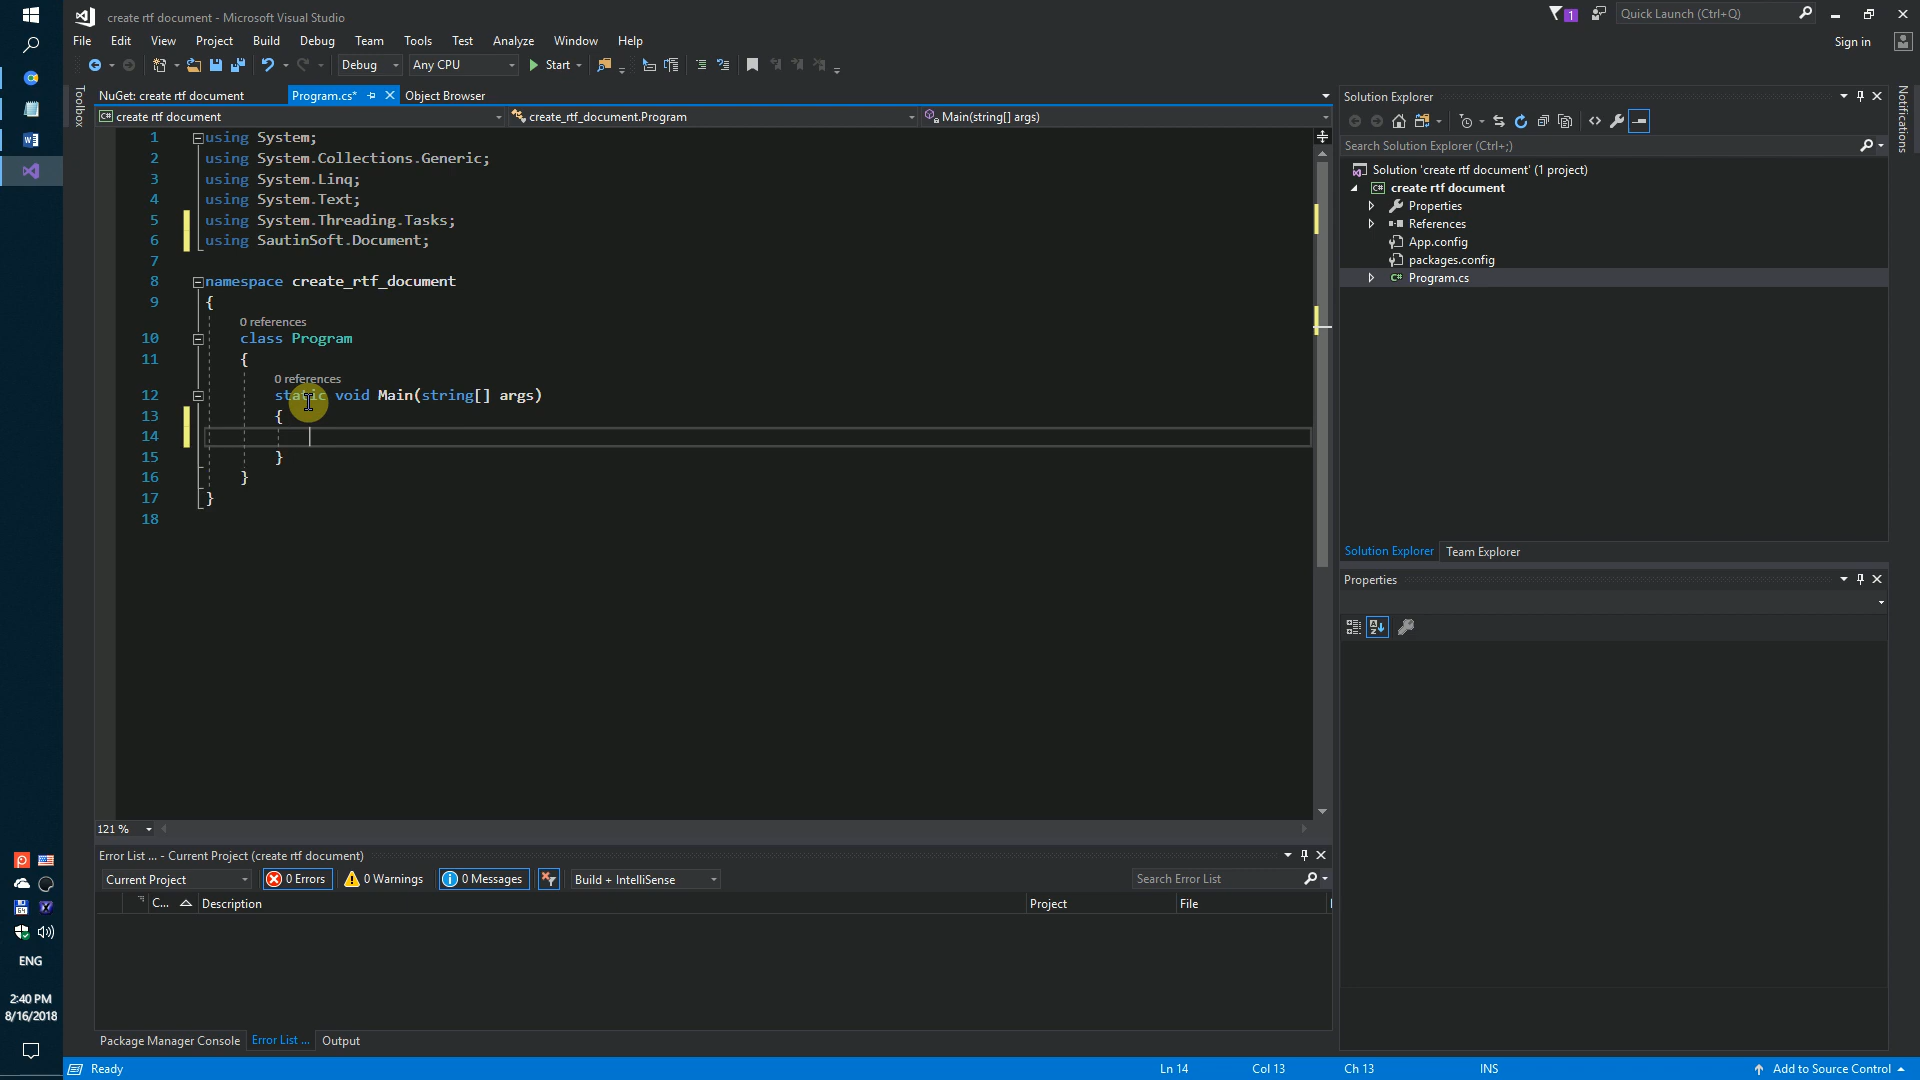 create rtf document - Microsoft Visual Studio
1
Quick Launch (Ctrl+Q)
File Edit View Project Build Debug Team Tools Test Analyze Window Help
Sign in
Debug Any CPU Start
Toolbox
NuGet: create rtf document Program.cs* Object Browser
create rtf document create_rtf_document.Program Main(string[] args)
1 using System;
2 using System.Collections.Generic;
3 using System.Linq;
4 using System.Text;
5 using System.Threading.Tasks;
6 using SautinSoft.Document;
7
8 namespace create_rtf_document
9 {
0 references
10 class Program
11 {
0 references
12 static void Main(string[] args)
13 {
14
15 }
16 }
17 }
18
121 %
Solution Explorer
Search Solution Explorer (Ctrl+;)
Solution 'create rtf document' (1 project)
C# create rtf document
Properties
References
App.config
packages.config
C# Program.cs
Solution Explorer Team Explorer
Properties
Notifications
Error List ... - Current Project (create rtf document)
Current Project 0 Errors 0 Warnings 0 Messages Build + IntelliSense Search Error List
C... Description Project File
Package Manager Console Error List ... Output
Ready Ln 14 Col 13 Ch 13 INS Add to Source Control
64
ENG
2:40 PM
8/16/2018